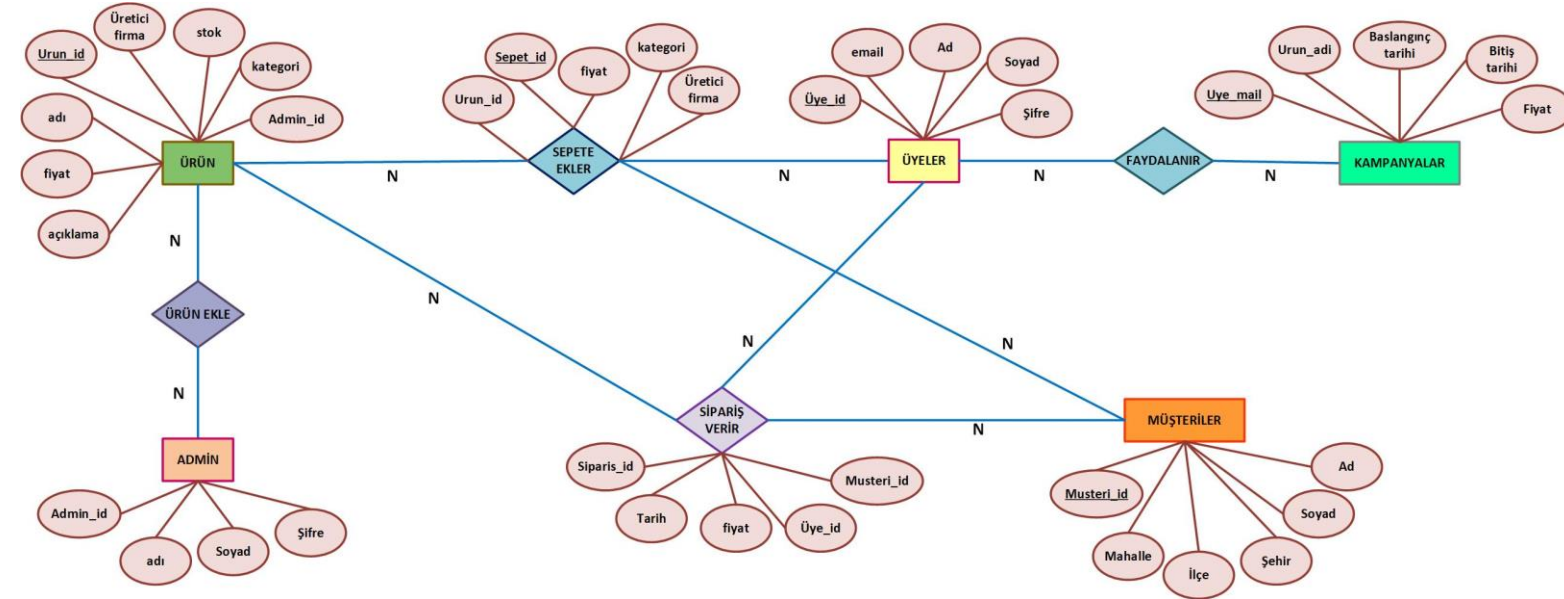 Üretici
firma
stok
Urun_id
kategori
adı
Admin_id
ÜRÜN
fiyat
açıklama
Sepet_id
kategori
fiyat
Urun_id
Üretici
firma
SEPETE
EKLER
email
Ad
Soyad
Üye_id
Şifre
ÜYELER
Urun_adi
Baslangınç
tarihi
Bitiş
tarihi
Uye_mail
Fiyat
KAMPANYALAR
FAYDALANIR
N
N
N
N
N
ÜRÜN EKLE
N
N
N
N
N
ADMİN
Admin_id
adı
Soyad
Şifre
SİPARİŞ
VERİR
Siparis_id
Tarih
fiyat
Üye_id
Musteri_id
MÜŞTERİLER
Musteri_id
Mahalle
İlçe
Şehir
Soyad
Ad